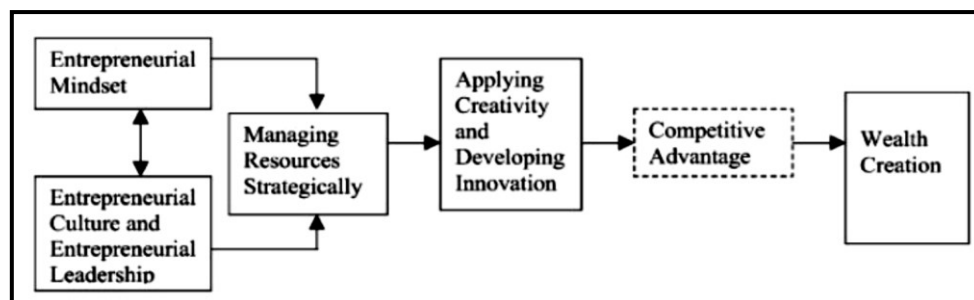 Entrepreneurial
Mindset
Entrepreneurial
Culture and
Entrepreneurial
Leadership
Managing
Resources
Strategically
Applying
Creativity
and
Developing
Innovation
Competitive
Advantage
Wealth
Creation